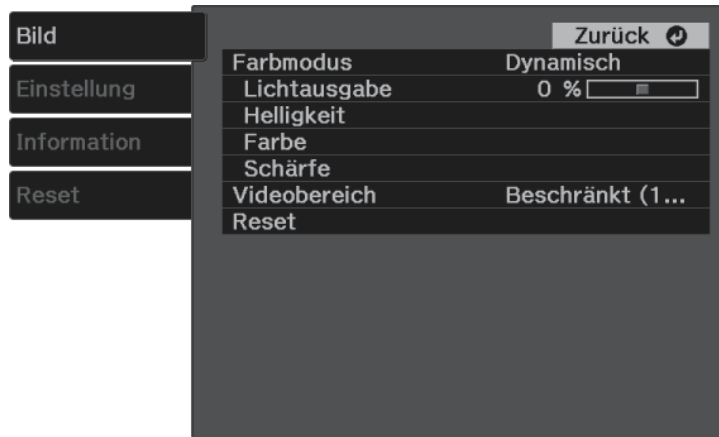 Bild
Einstellung
Information
Reset
Zurück
Farbmodus Dynamisch
Lichtausgabe 0 %
Helligkeit
Farbe
Schärfe
Videobereich Beschränkt (1...
Reset